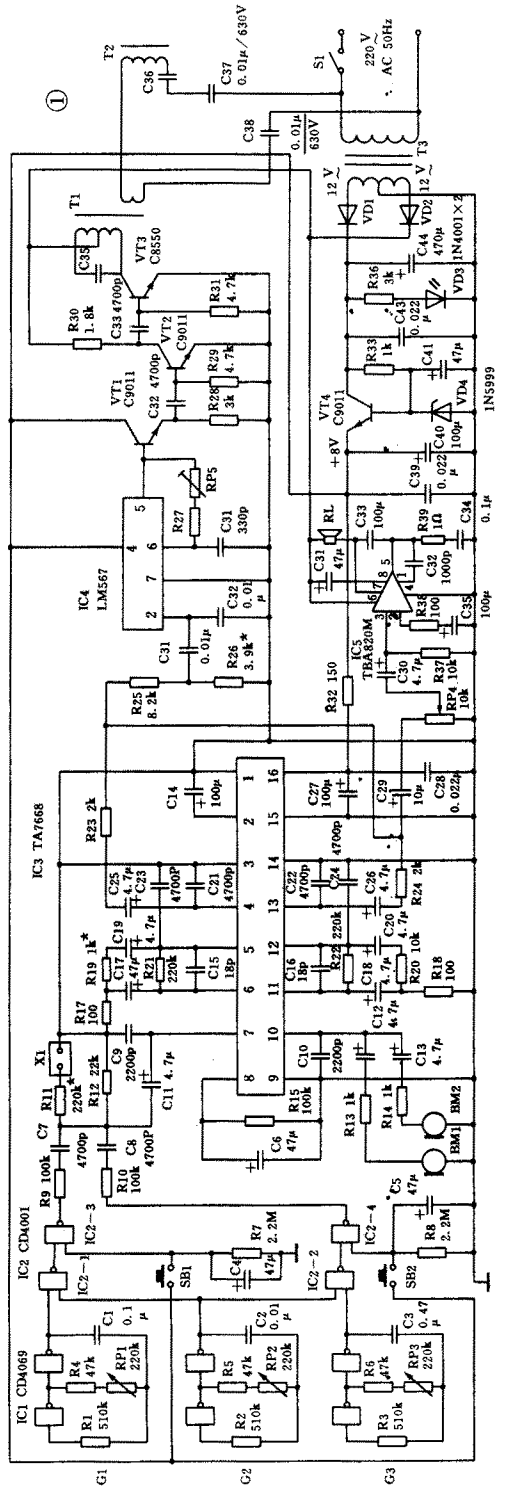 ①
T2
C36
C37
0.01μ/630V
S1
220 V
~
AC 50Hz
C38
0.01μ
630V
T3
12 V
~
12 V
~
T1
VD1
VD2
C35
4700p
VT3
C8550
R30
1.8k
C33
VT2
C9011
R31
4.7k
C44
470μ
1N4001×2
R36
3k
VD3
C43
0.022
μ
R33
1k
C41
47μ
VD4
1N5999
VT1
C9011
C32
4700p
R29
4.7k
R28
3k
VT4
C9011
+8V
C40
100μ
C39
0.022
μ
IC4
LM567
5
4
6
7
2
RP5
R27
C31
330p
C32
0.01
μ
C31
0.01μ
R25
8.2k
R26
3.9k*
RL
C31
47μ
C33
100μ
R39
1Ω
C34
0.1μ
C32
1000p
IC5
TBA820M
6
7
8
5
1
4
3
2
R38
100
C35
100μ
C30
4.7μ
R37
10k
RP4
10k
R32 150
IC3 TA7668
R23 2k
C14
100μ
1
2
3
4
5
6
7
8
16
15
14
13
12
11
10
9
C27
100μ
C29
10μ
C28
0.022μ
C25
4.7μ
C23
4700P
C21
4700p
C22
4700p
C24
4700p
C26
4.7μ
R24 2k
R19 1k*
C19
4.7μ
C17
47μ
R21
220k
C15
18p
C16
18p
R22
220k
C18
4.7μ
C20
4.7μ
R20
10k
R18
100
C12
4.7μ
X1
R17
100
C9
2200p
C11
4.7μ
R11
220k*
R12 22k
C7
4700p
C8
4700P
R9 100k
R10
100k
R15
100k
C6
47μ
C10
2200p
C13
4.7μ
R13 1k
R14 1k
BM1
BM2
IC2 CD4001
IC2-3
IC2-1
IC2-2
IC2-4
SB1
C4
47μ
R7
2.2M
SB2
C5
47μ
R8
2.2M
IC1 CD4069
R1
510k
R4
47k
RP1
220k
C1
0.1
μ
G1
R2
510k
R5
47k
RP2
220k
C2
0.01
μ
G2
R3
510k
R6
47k
RP3
220k
C3
0.47
μ
G3